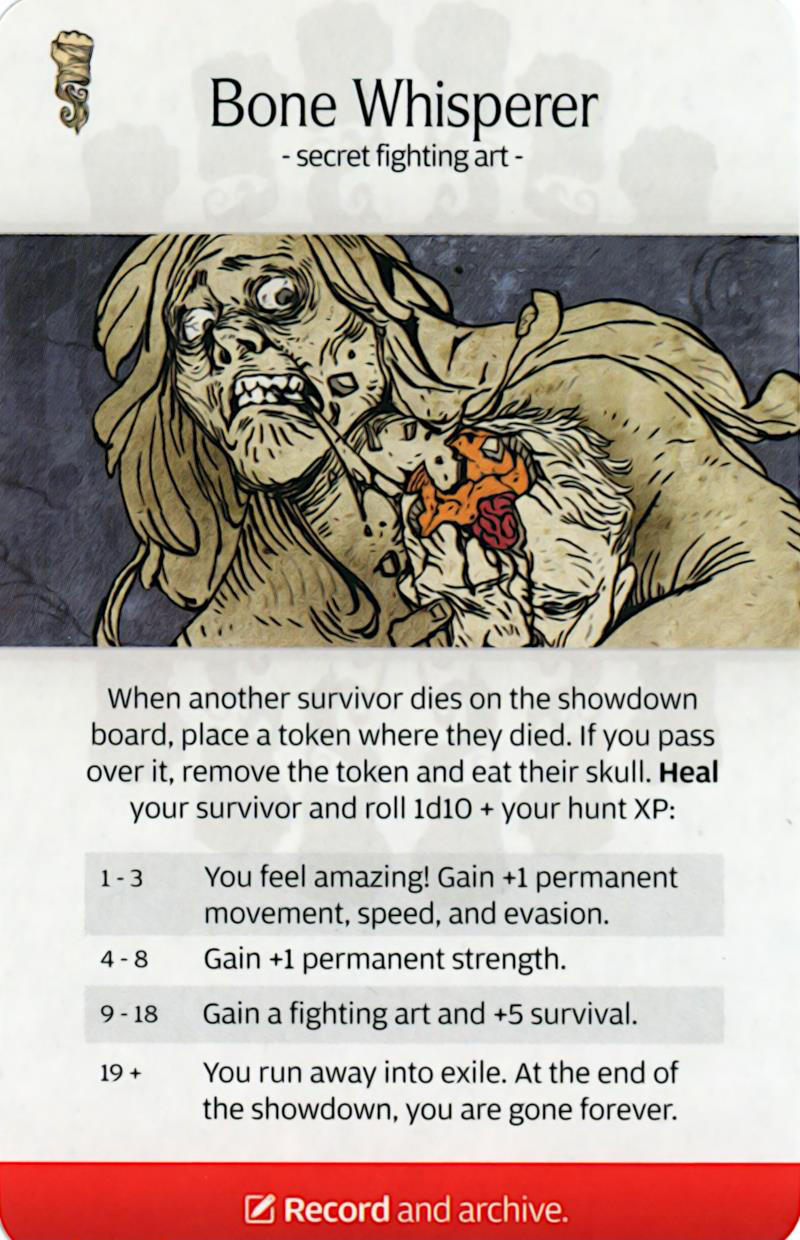 Bone Whisperer
- secret fighting art -
When another survivor dies on the showdown
board, place a token where they died. If you pass
over it, remove the token and eat their skull. Heal
your survivor and roll 1d10 + your hunt XP:
1 - 3 You feel amazing! Gain +1 permanent
movement, speed, and evasion.
4 - 8 Gain +1 permanent strength.
9 - 18 Gain a fighting art and +5 survival.
19 + You run away into exile. At the end of
the showdown, you are gone forever.
Record and archive.